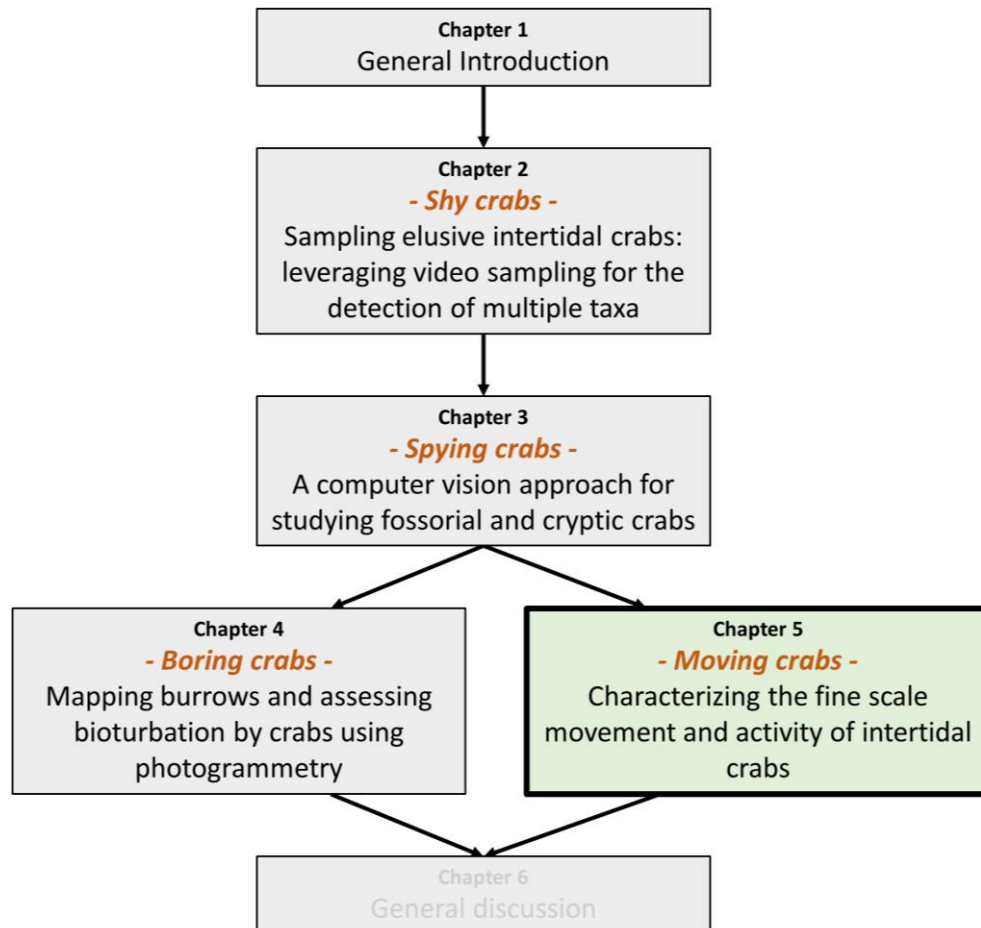 Chapter 1
General Introduction
Chapter 2
- Shy crabs -
Sampling elusive intertidal crabs:
leveraging video sampling for the
detection of multiple taxa
Chapter 3
- Spying crabs -
A computer vision approach for
studying fossorial and cryptic crabs
Chapter 4
- Boring crabs -
Mapping burrows and assessing
bioturbation by crabs using
photogrammetry
Chapter 5
- Moving crabs -
Characterizing the fine scale
movement and activity of intertidal
crabs
Chapter 6
General discussion